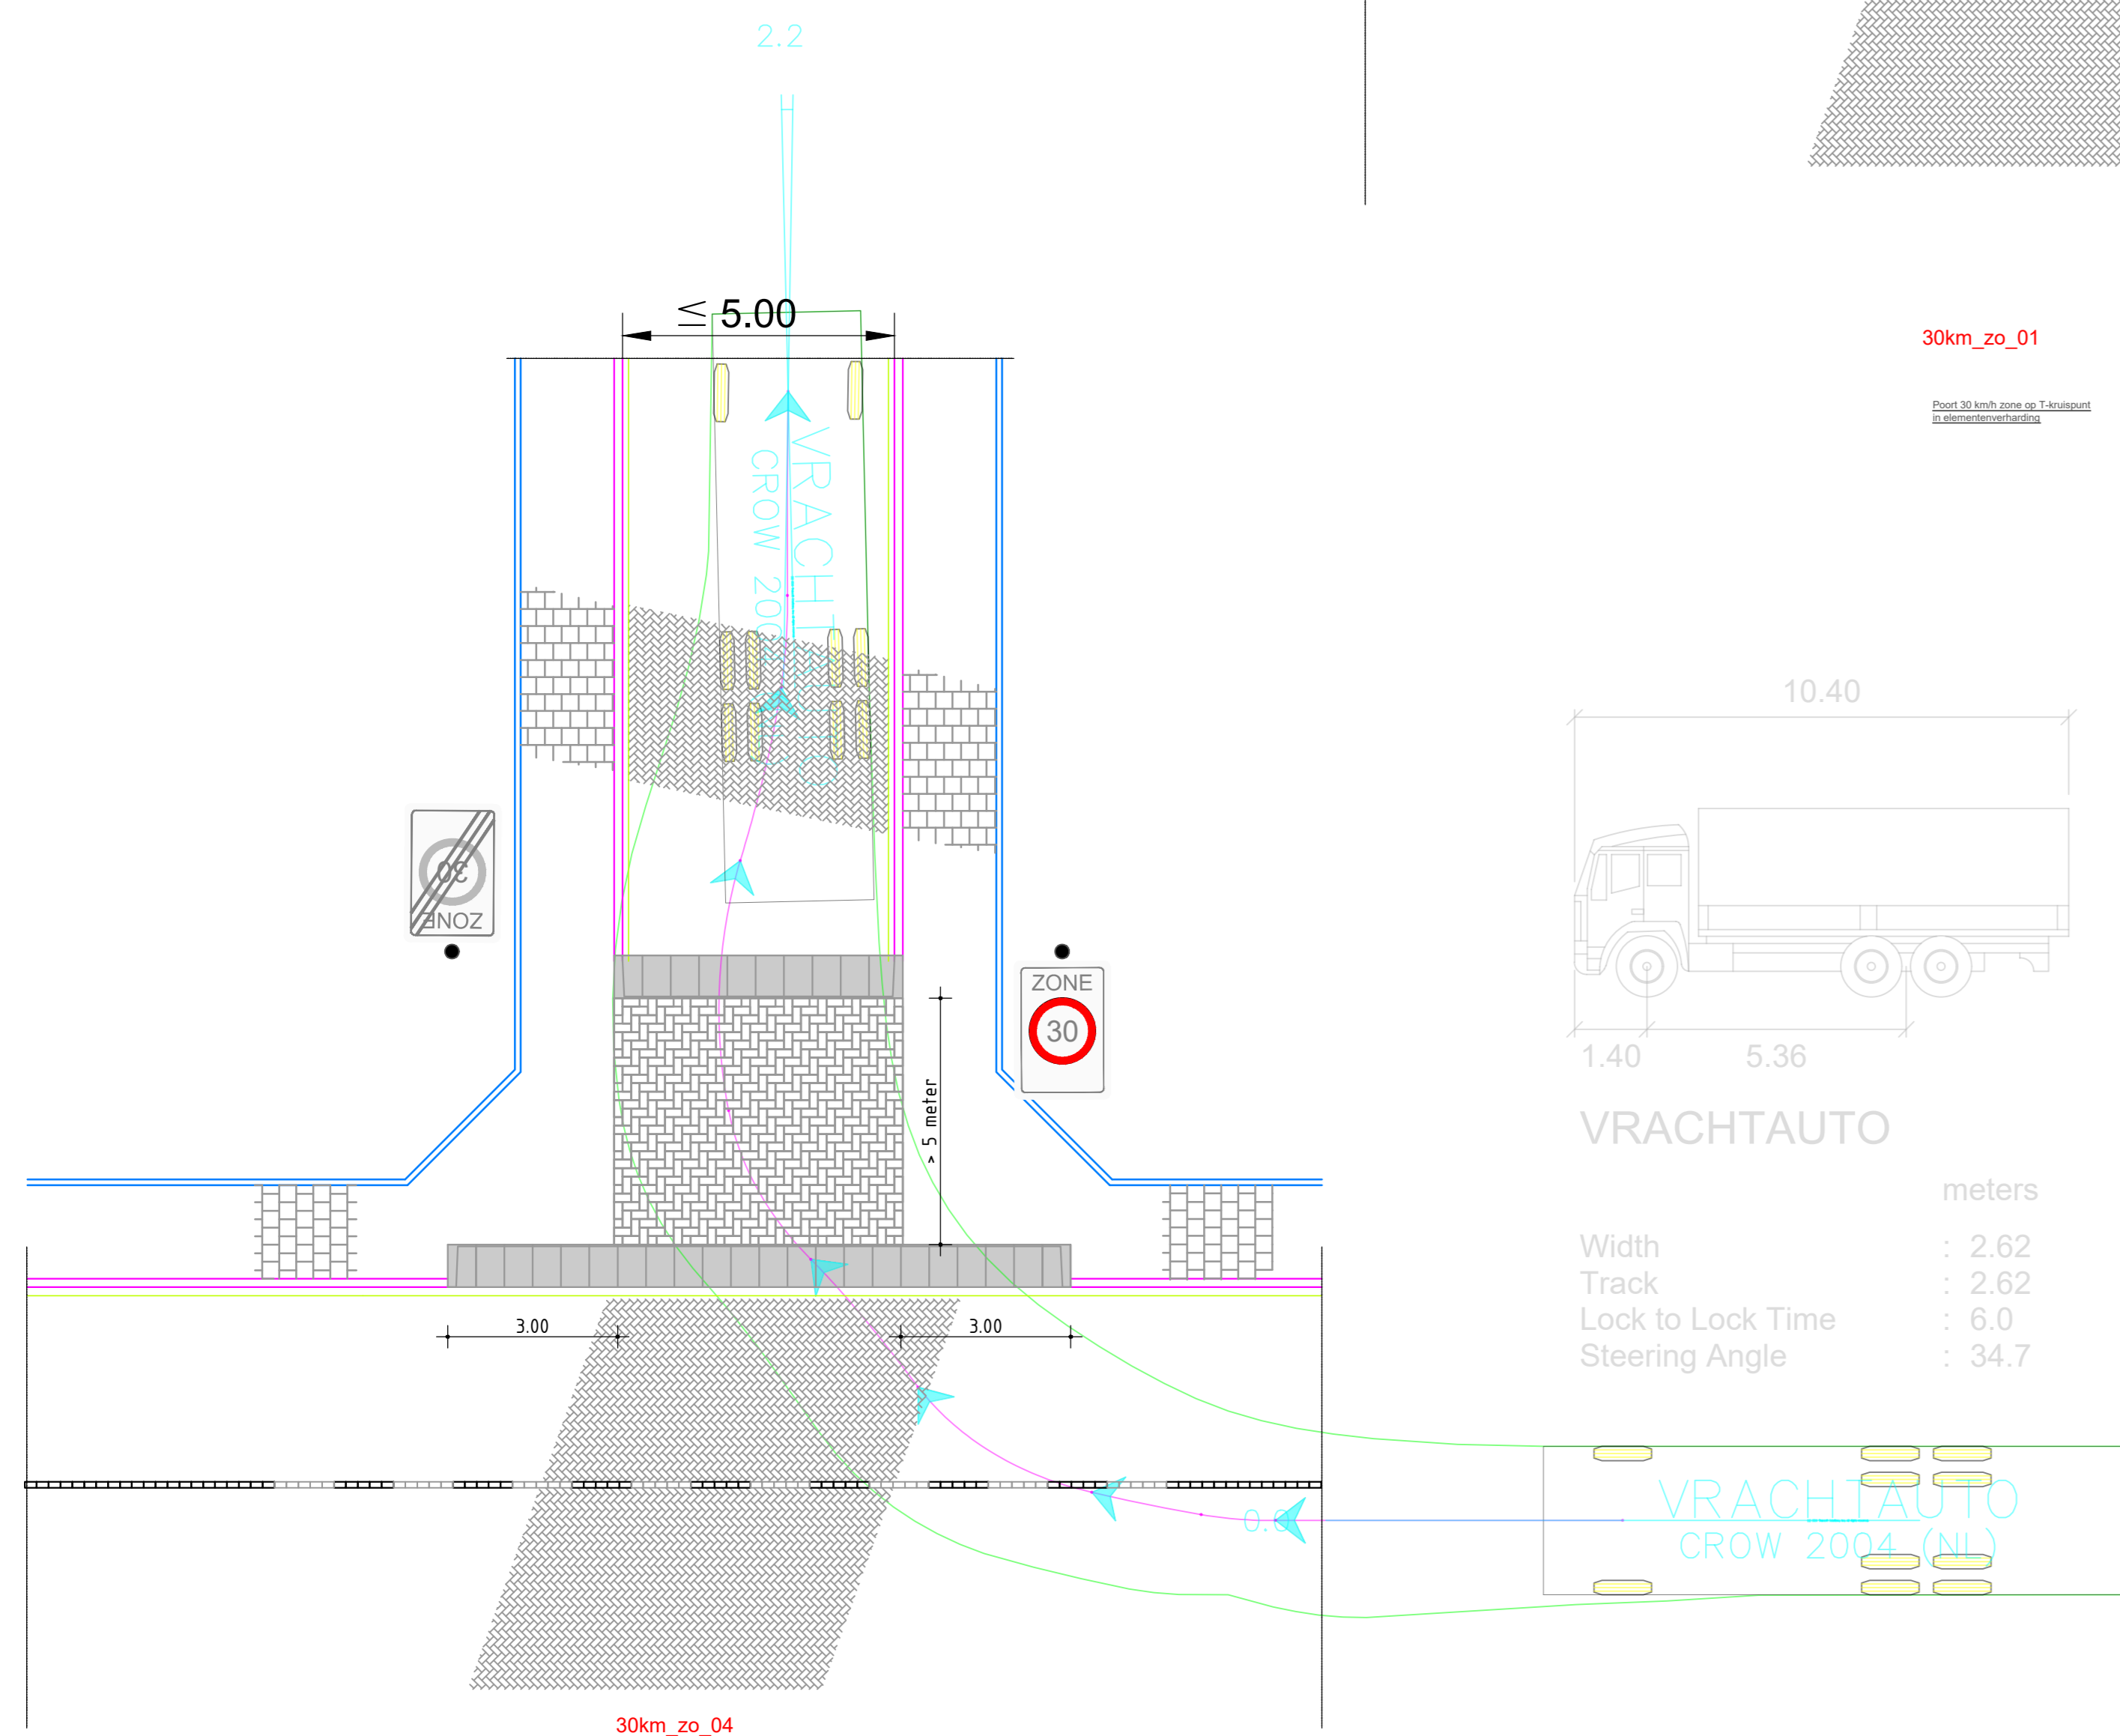 2.2
≤ 5.00
30km_zo_01
Poort 30 km/h zone op T-kruispunt
in elementenverharding
VRACHTAUTO
CROW 2004
10.40
30
ZONE
ZONE
30
1.40
5.36
> 5 meter
VRACHTAUTO
meters
Width : 2.62
Track : 2.62
Lock to Lock Time : 6.0
Steering Angle : 34.7
3.00
3.00
VRACHTAUTO
0.0
CROW 2004 (NL)
30km_zo_04